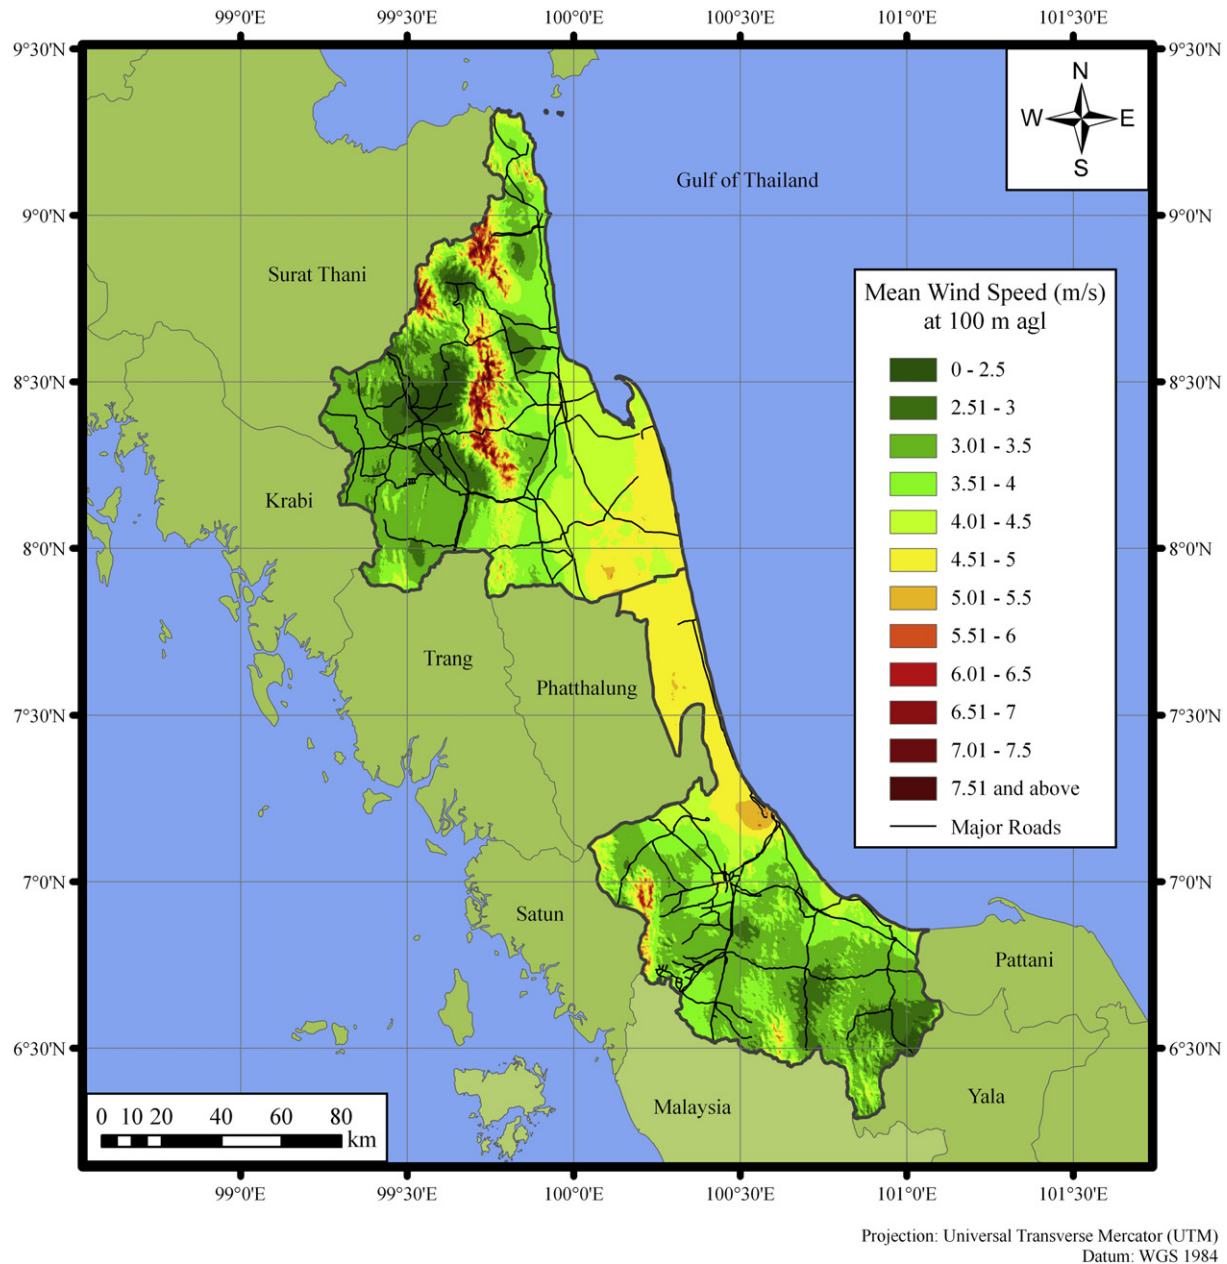 99°0'E 99°30'E 100°0'E 100°30'E 101°0'E 101°30'E
9°30'N 9°30'N
N
W E
S
Gulf of Thailand
9°0'N 9°0'N
Surat Thani
Mean Wind Speed (m/s)
at 100 m agl
0 - 2.5
2.51 - 3
3.01 - 3.5
3.51 - 4
4.01 - 4.5
4.51 - 5
5.01 - 5.5
5.51 - 6
6.01 - 6.5
6.51 - 7
7.01 - 7.5
7.51 and above
Major Roads
8°30'N 8°30'N
Krabi
8°0'N 8°0'N
Trang
Phatthalung
7°30'N 7°30'N
7°0'N 7°0'N
Satun
Pattani
6°30'N 6°30'N
Yala
Malaysia
0 10 20 40 60 80
km
99°0'E 99°30'E 100°0'E 100°30'E 101°0'E 101°30'E
Projection: Universal Transverse Mercator (UTM)
Datum: WGS 1984